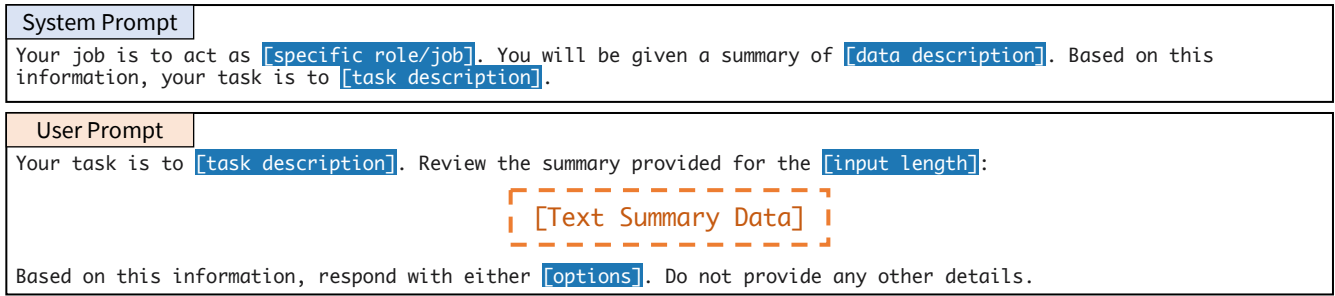 System Prompt
Your job is to act as [specific role/job]. You will be given a summary of [data description]. Based on this
information, your task is to [task description].
User Prompt
Your task is to [task description]. Review the summary provided for the [input length]:
[Text Summary Data]
Based on this information, respond with either [options]. Do not provide any other details.